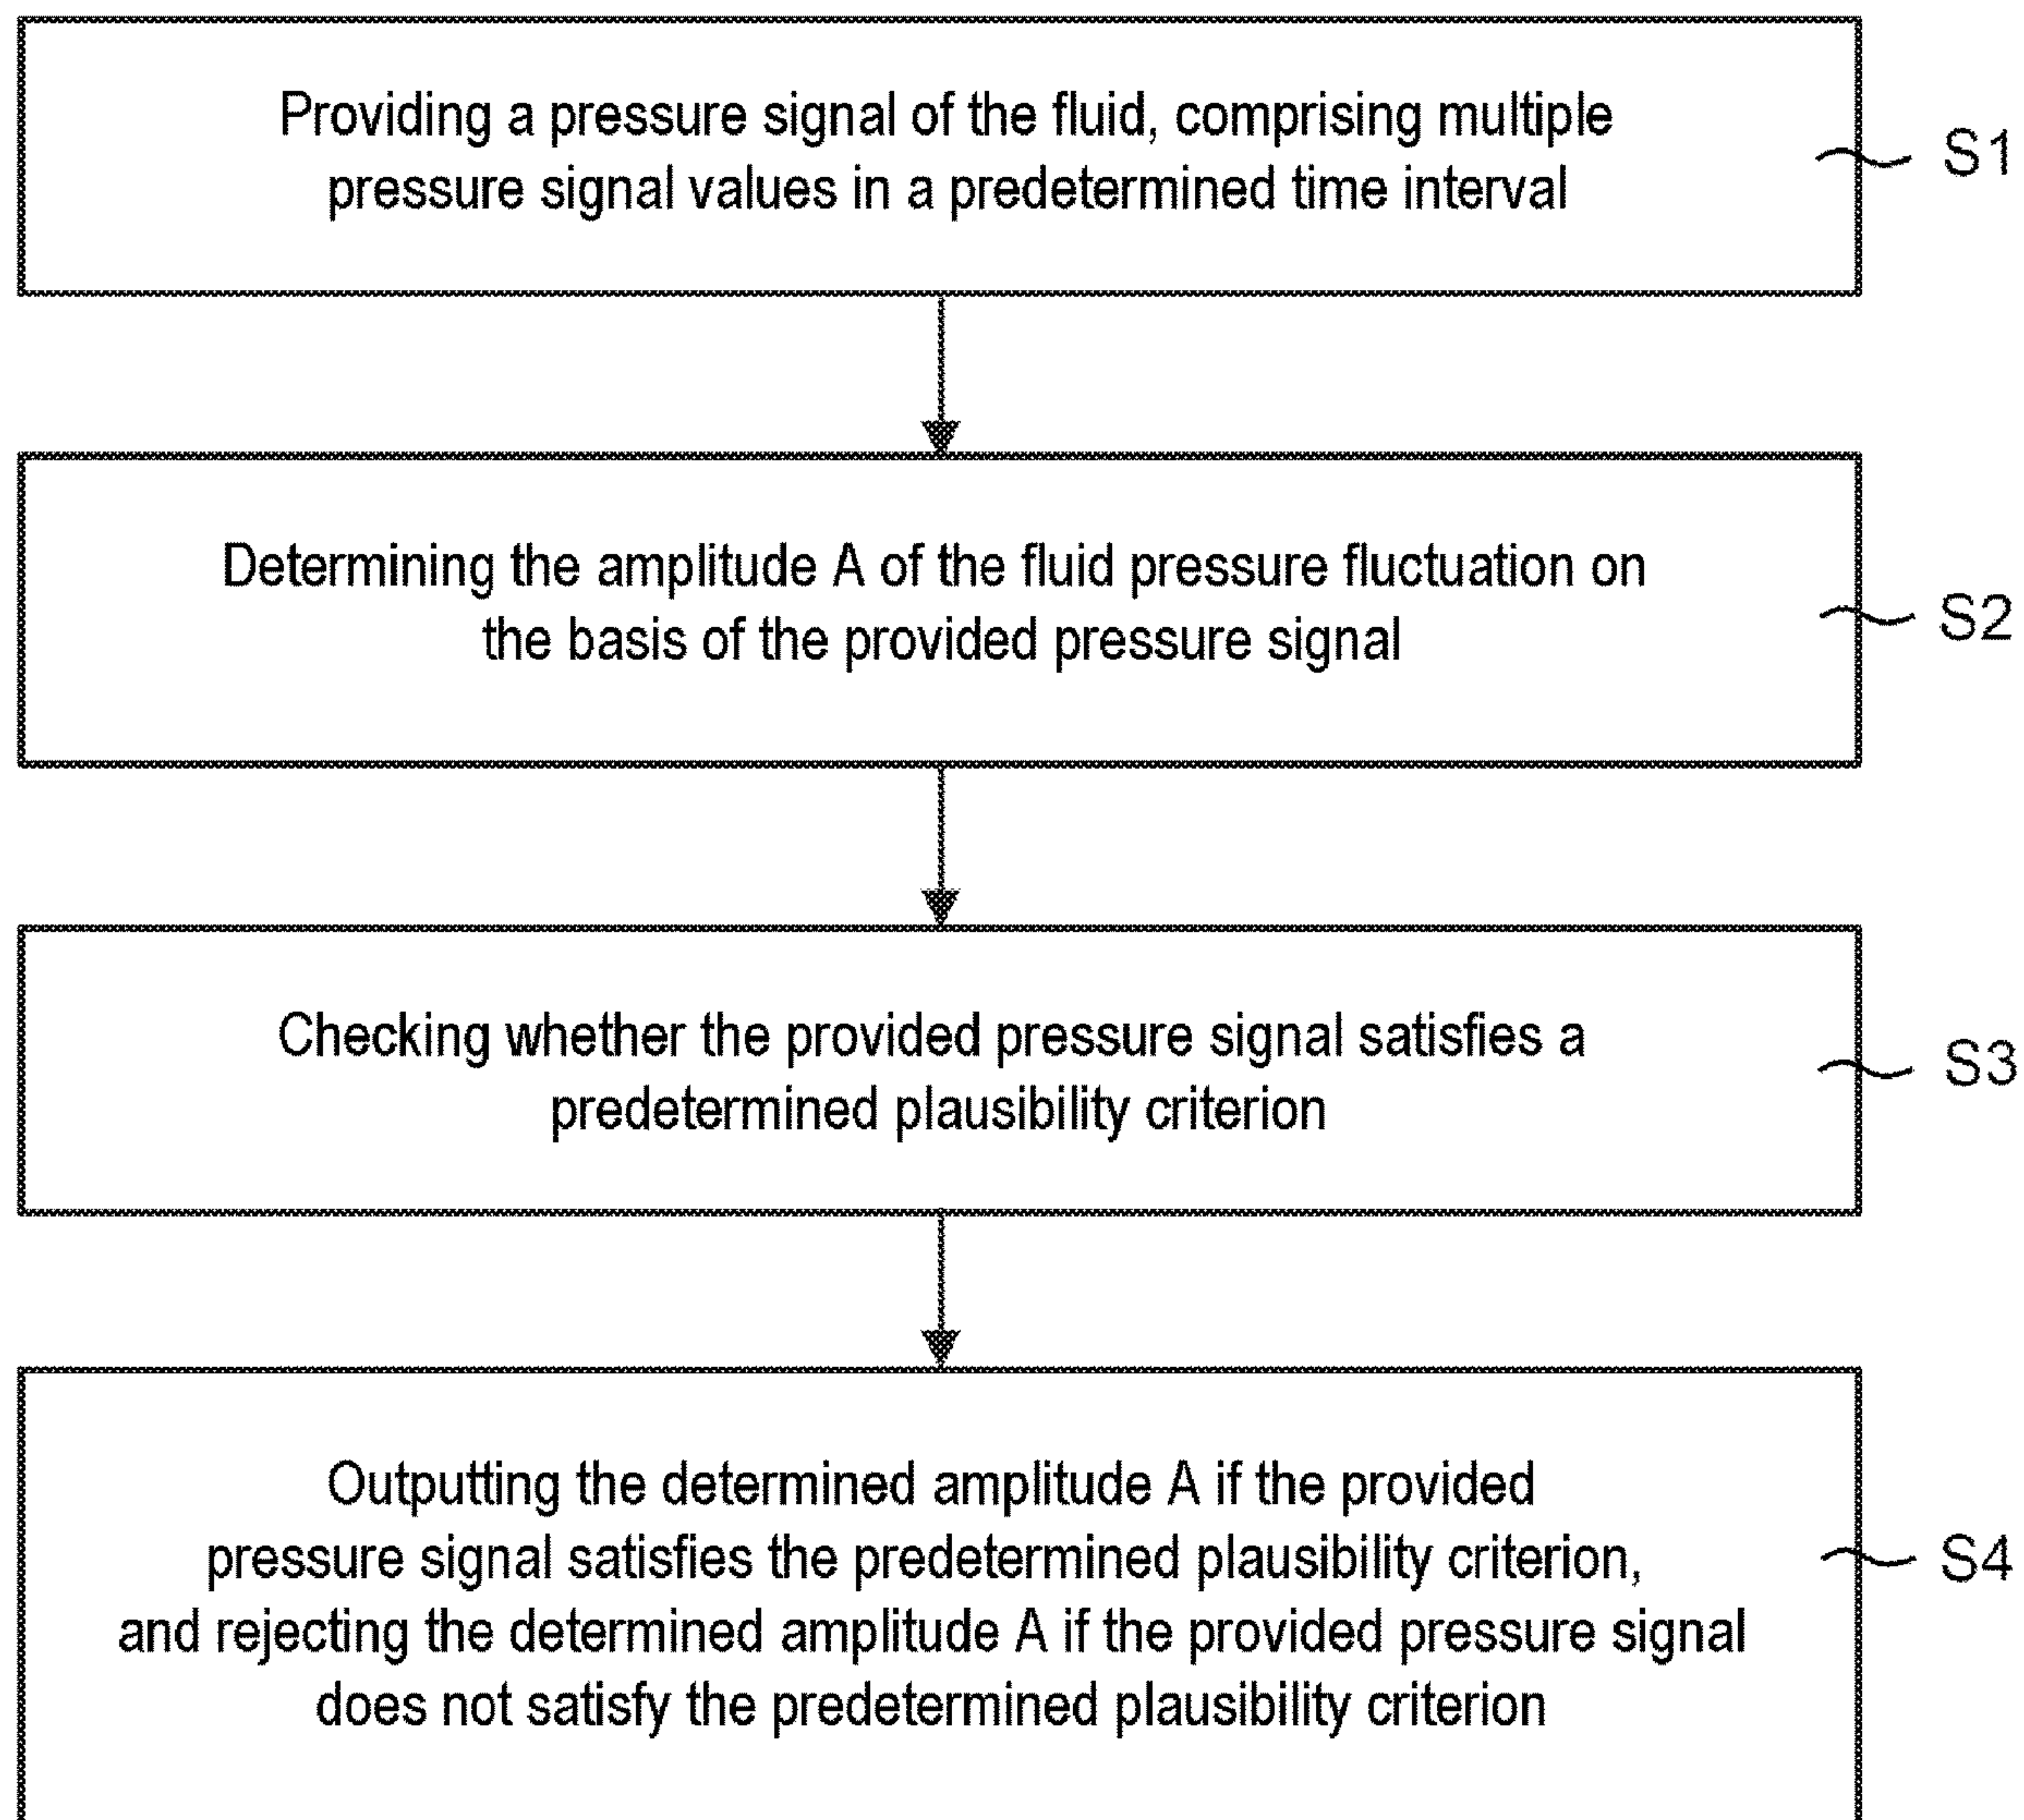 Providing a pressure signal of the fluid, comprising multiple
pressure signal values in a predetermined time interval
S1
Determining the amplitude A of the fluid pressure fluctuation on
the basis of the provided pressure signal
S2
Checking whether the provided pressure signal satisfies a
predetermined plausibility criterion
S3
Outputting the determined amplitude A if the provided
pressure signal satisfies the predetermined plausibility criterion,
and rejecting the determined amplitude A if the provided pressure signal
does not satisfy the predetermined plausibility criterion
S4